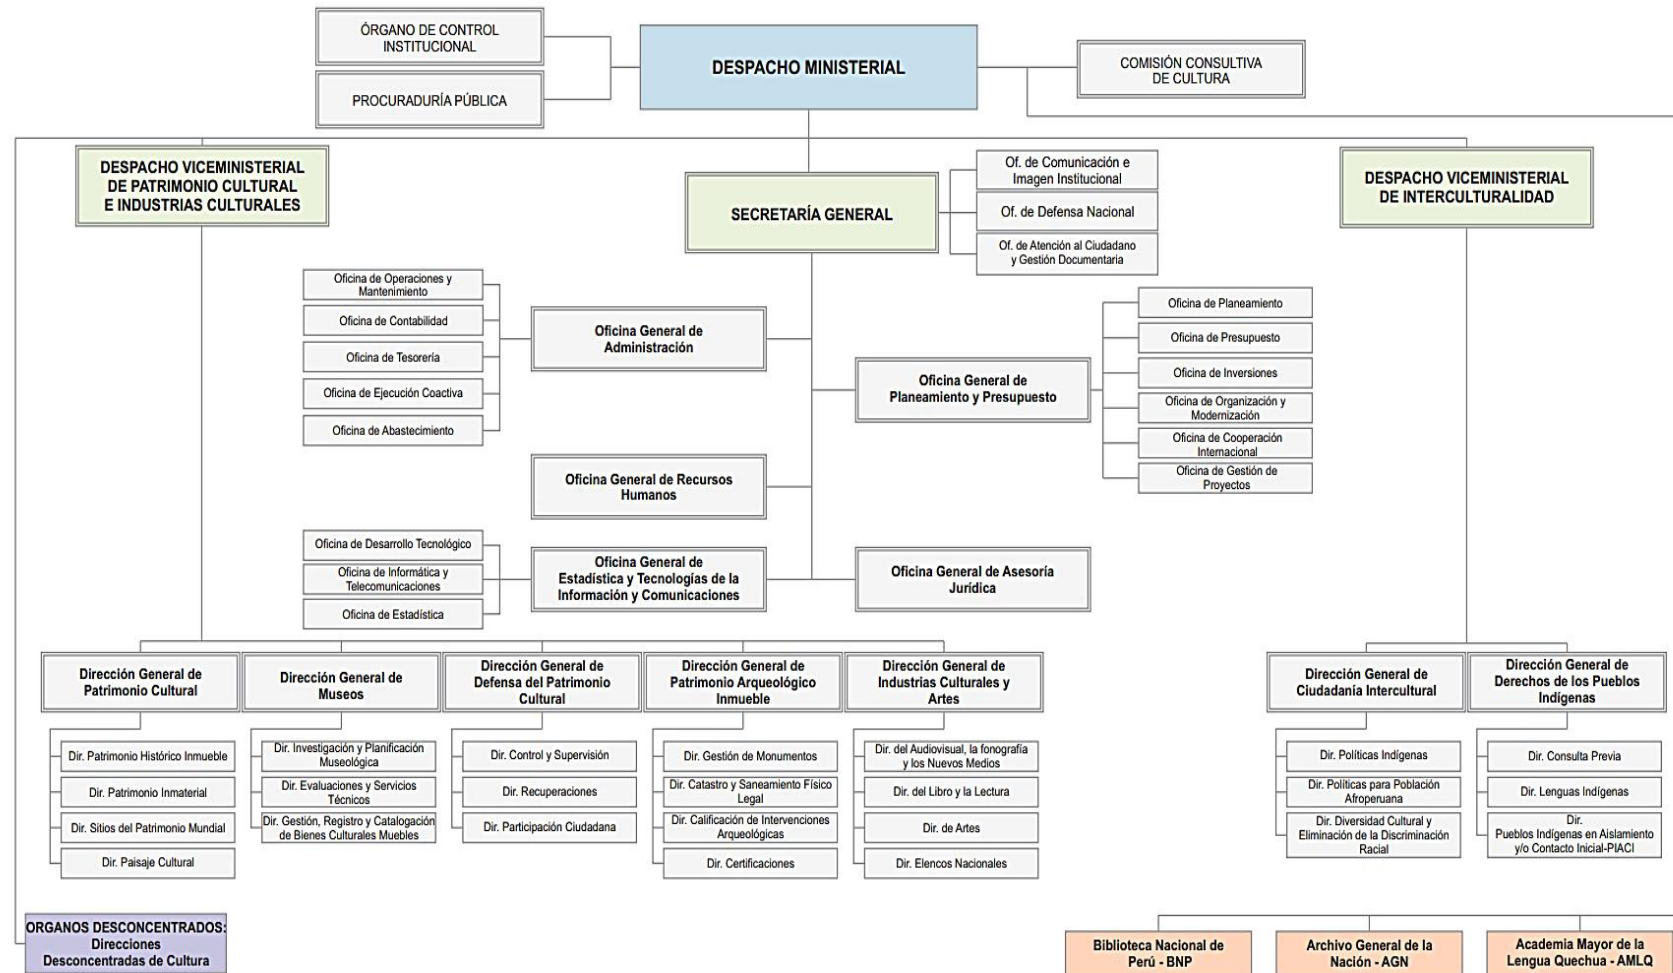 ÓRGANO DE CONTROL
INSTITUCIONAL
PROCURADURÍA PÚBLICA
DESPACHO MINISTERIAL
COMISIÓN CONSULTIVA
DE CULTURA
DESPACHO VICEMINISTERIAL
DE PATRIMONIO CULTURAL
E INDUSTRIAS CULTURALES
SECRETARÍA GENERAL
Of. de Comunicación e
Imagen Institucional
Of. de Defensa Nacional
Of. de Atención al Ciudadano
y Gestión Documentaria
DESPACHO VICEMINISTERIAL
DE INTERCULTURALIDAD
Oficina de Operaciones y
Mantenimiento
Oficina de Contabilidad
Oficina de Tesorería
Oficina de Ejecución Coactiva
Oficina de Abastecimiento
Oficina General de
Administración
Oficina General de
Planeamiento y Presupuesto
Oficina de Planeamiento
Oficina de Presupuesto
Oficina de Inversiones
Oficina de Organización y
Modernización
Oficina de Cooperación
Internacional
Oficina de Gestión de
Proyectos
Oficina General de Recursos
Humanos
Oficina de Desarrollo Tecnológico
Oficina de Informática y
Telecomunicaciones
Oficina de Estadística
Oficina General de
Estadística y Tecnologías de la
Información y Comunicaciones
Oficina General de Asesoría
Jurídica
Dirección General de
Patrimonio Cultural
Dir. Patrimonio Histórico Inmueble
Dir. Patrimonio Inmaterial
Dir. Sitios del Patrimonio Mundial
Dir. Paisaje Cultural
Dirección General de
Museos
Dir. Investigación y Planificación
Museológica
Dir. Evaluaciones y Servicios
Técnicos
Dir. Gestión, Registro y Catalogación
de Bienes Culturales Muebles
Dirección General de
Defensa del Patrimonio
Cultural
Dir. Control y Supervisión
Dir. Recuperaciones
Dir. Participación Ciudadana
Dirección General de
Patrimonio Arqueológico
Inmueble
Dir. Gestión de Monumentos
Dir. Catastro y Saneamiento Físico
Legal
Dir. Calificación de Intervenciones
Arqueológicas
Dir. Certificaciones
Dirección General de
Industrias Culturales y
Artes
Dir. del Audiovisual, la fonografía
y los Nuevos Medios
Dir. del Libro y la Lectura
Dir. de Artes
Dir. Elencos Nacionales
Dirección General de
Ciudadanía Intercultural
Dir. Políticas Indígenas
Dir. Políticas para Población
Afroperuana
Dir. Diversidad Cultural y
Eliminación de la Discriminación
Racial
Dirección General de
Derechos de los Pueblos
Indígenas
Dir. Consulta Previa
Dir. Lenguas Indígenas
Dir.
Pueblos Indígenas en Aislamiento
y/o Contacto Inicial-PIACI
ORGANOS DESCONCENTRADOS:
Direcciones
Desconcentradas de Cultura
Biblioteca Nacional de
Perú - BNP
Archivo General de la
Nación - AGN
Academia Mayor de la
Lengua Quechua - AMLQ